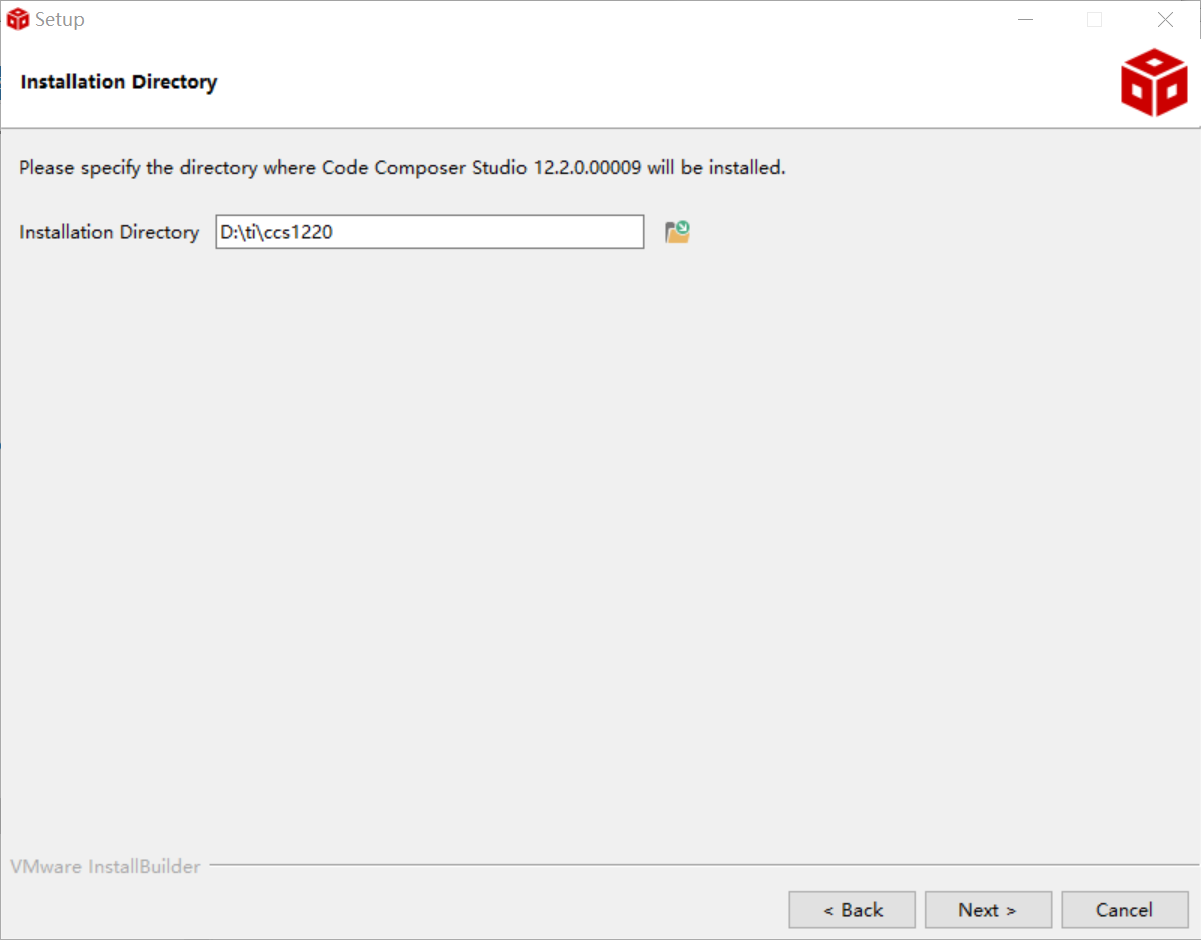 Setup
Installation Directory
Please specify the directory where Code Composer Studio 12.2.0.00009 will be installed.
Installation Directory D:\ti\ccs1220
VMware InstallBuilder
< Back Next > Cancel